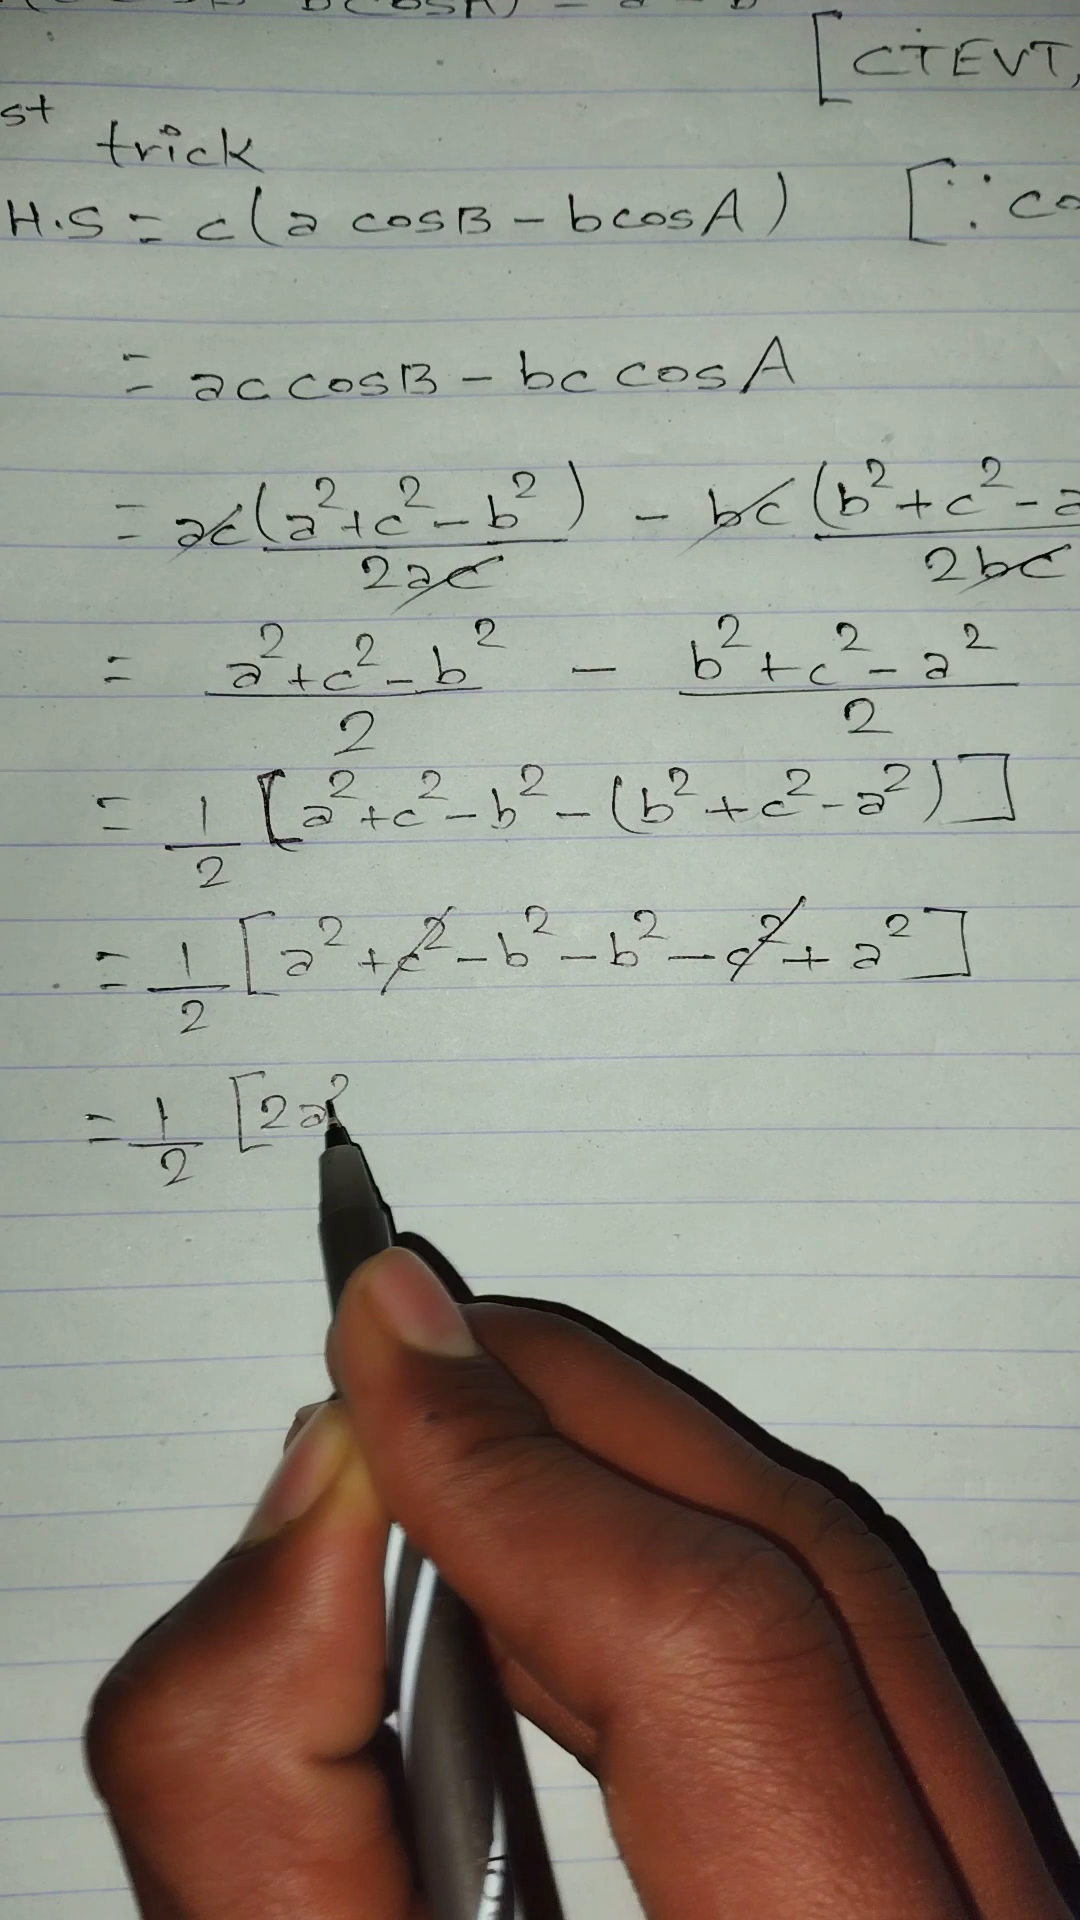 [CTEVT,
st trick
H.S = c(a cosB - bcosA) [∵ co
= ac cosB - bc cosA
= ac(a²+c²-b²)/2ac - bc(b²+c²-a/2bc
= a²+c²-b²/2 - b²+c²-a²/2
= 1/2 [a²+c²-b²-(b²+c²-a²)]
= 1/2 [a²+c²-b²-b²-c²+a²]
= 1/2 [2a²